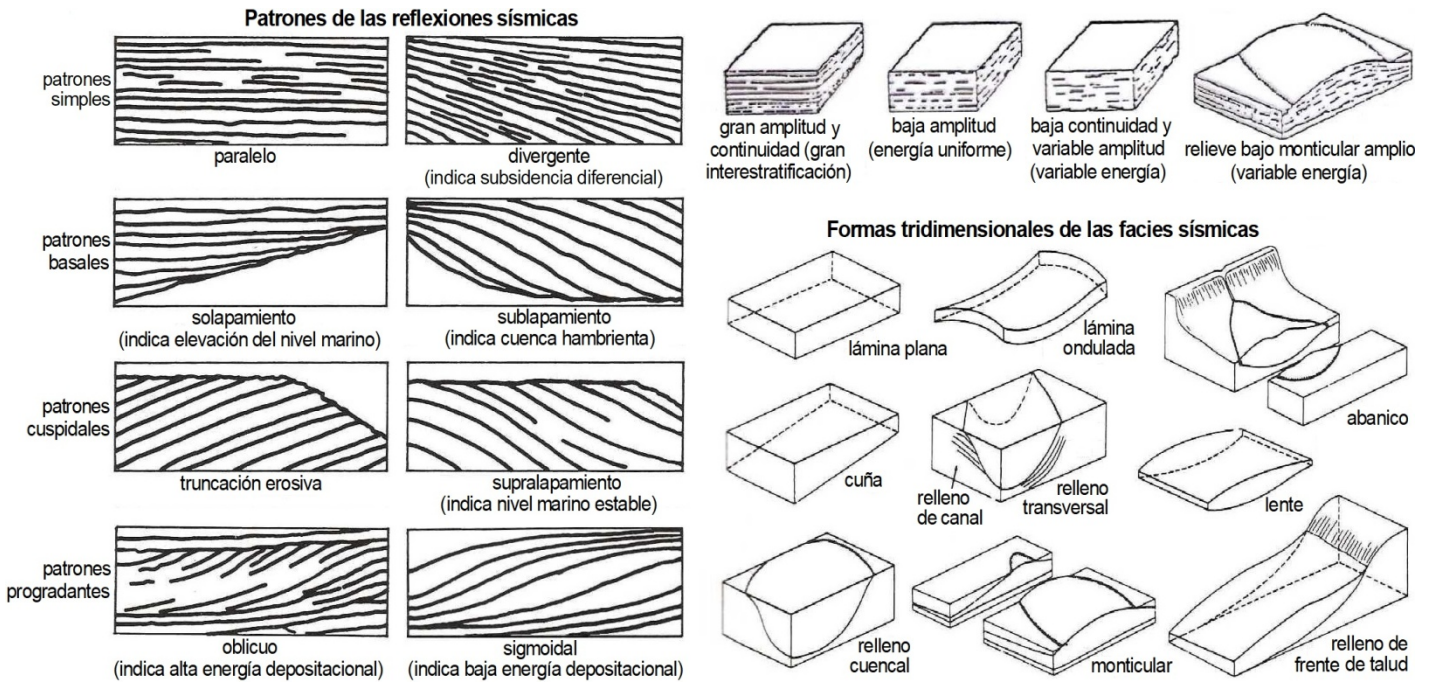 Patrones de las reflexiones sísmicas
patrones
simples
paralelo
divergente
(indica subsidencia diferencial)
patrones
basales
solapamiento
(indica elevación del nivel marino)
sublapamiento
(indica cuenca hambrienta)
patrones
cuspidales
truncación erosiva
supralapamiento
(indica nivel marino estable)
patrones
progradantes
oblicuo
(indica alta energía depositacional)
sigmoidal
(indica baja energía depositacional)
gran amplitud y
continuidad (gran
interestratificación)
baja amplitud
(energía uniforme)
baja continuidad y
variable amplitud
(variable energía)
relieve bajo monticular amplio
(variable energía)
Formas tridimensionales de las facies sísmicas
lámina plana
lámina
ondulada
abanico
cuña
relleno
de canal
relleno
transversal
lente
relleno
cuencal
monticular
relleno de
frente de talud